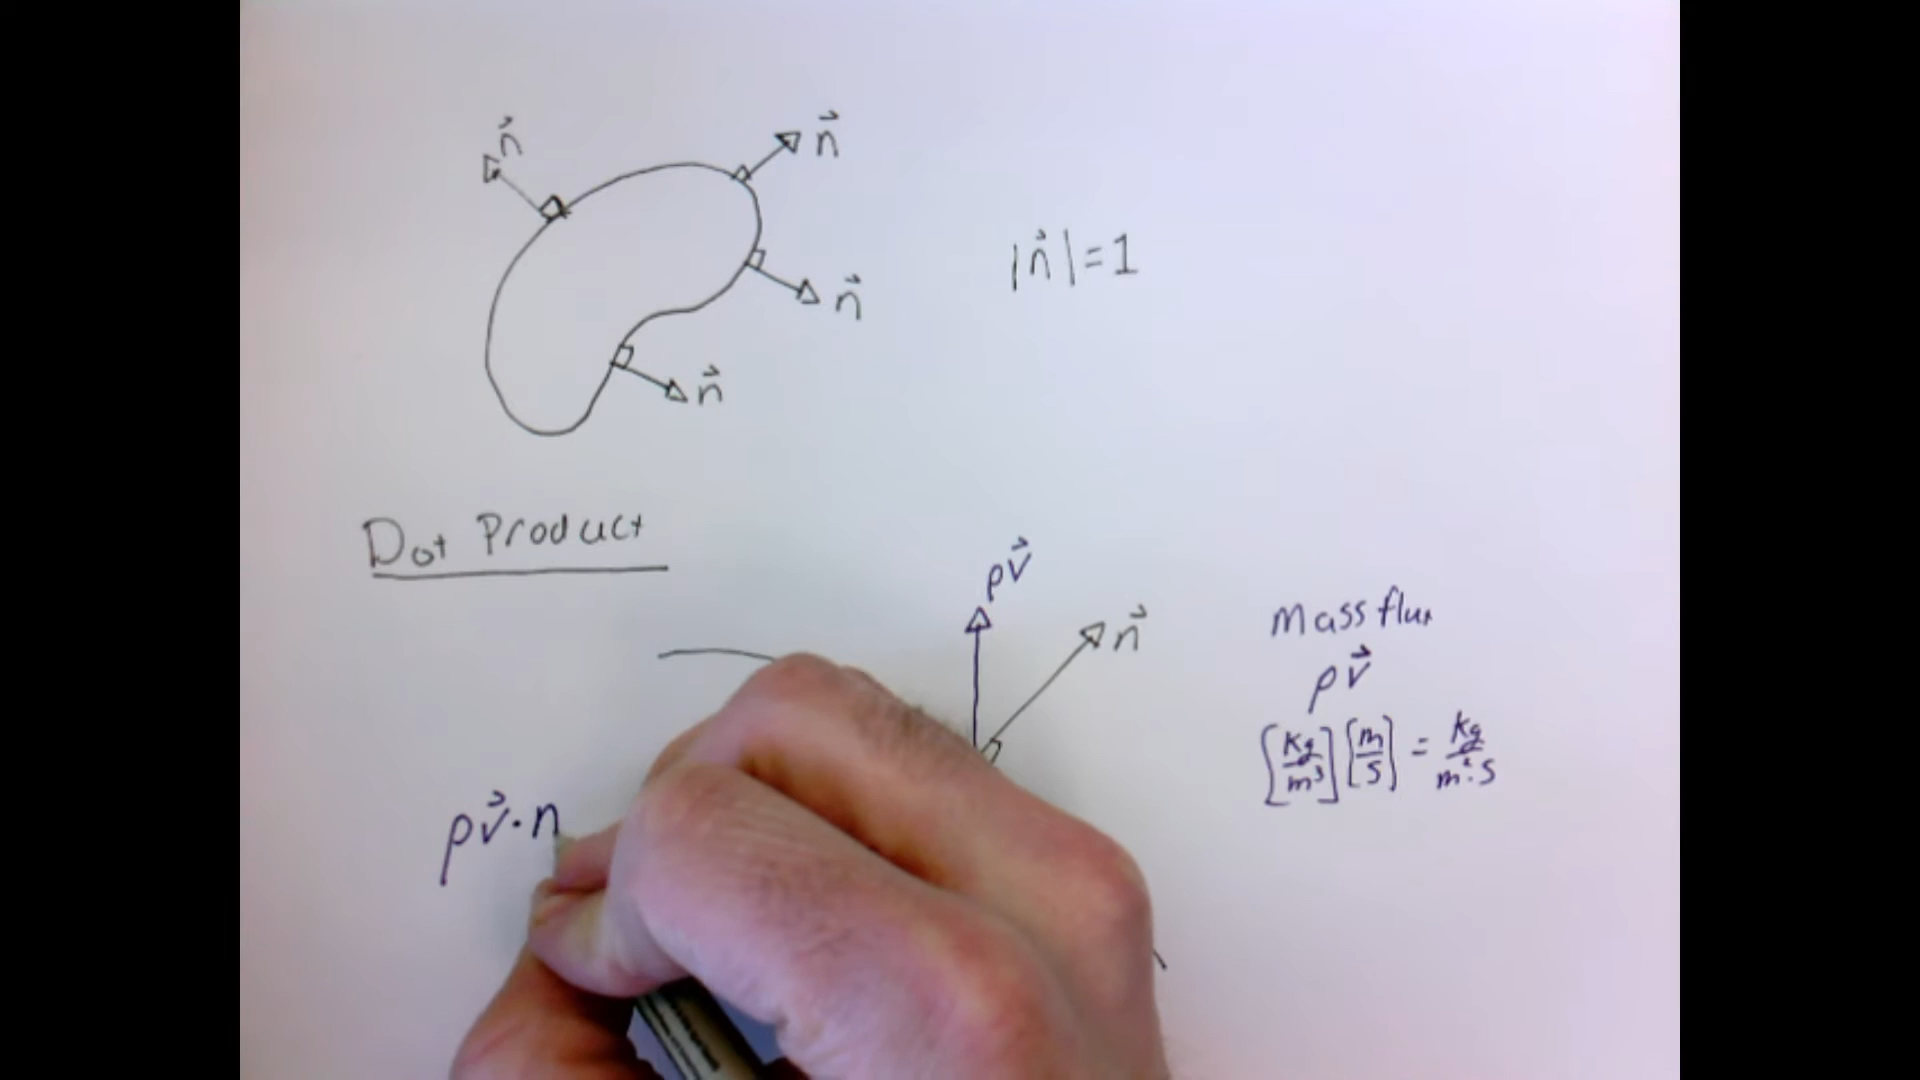 n⃗
n⃗
|n⃗| = 1
n⃗
n⃗
Dot Product
ρv⃗
n⃗
Mass flux
ρv⃗
[kg/m³][m/s] = kg/m²·s
ρv⃗·n